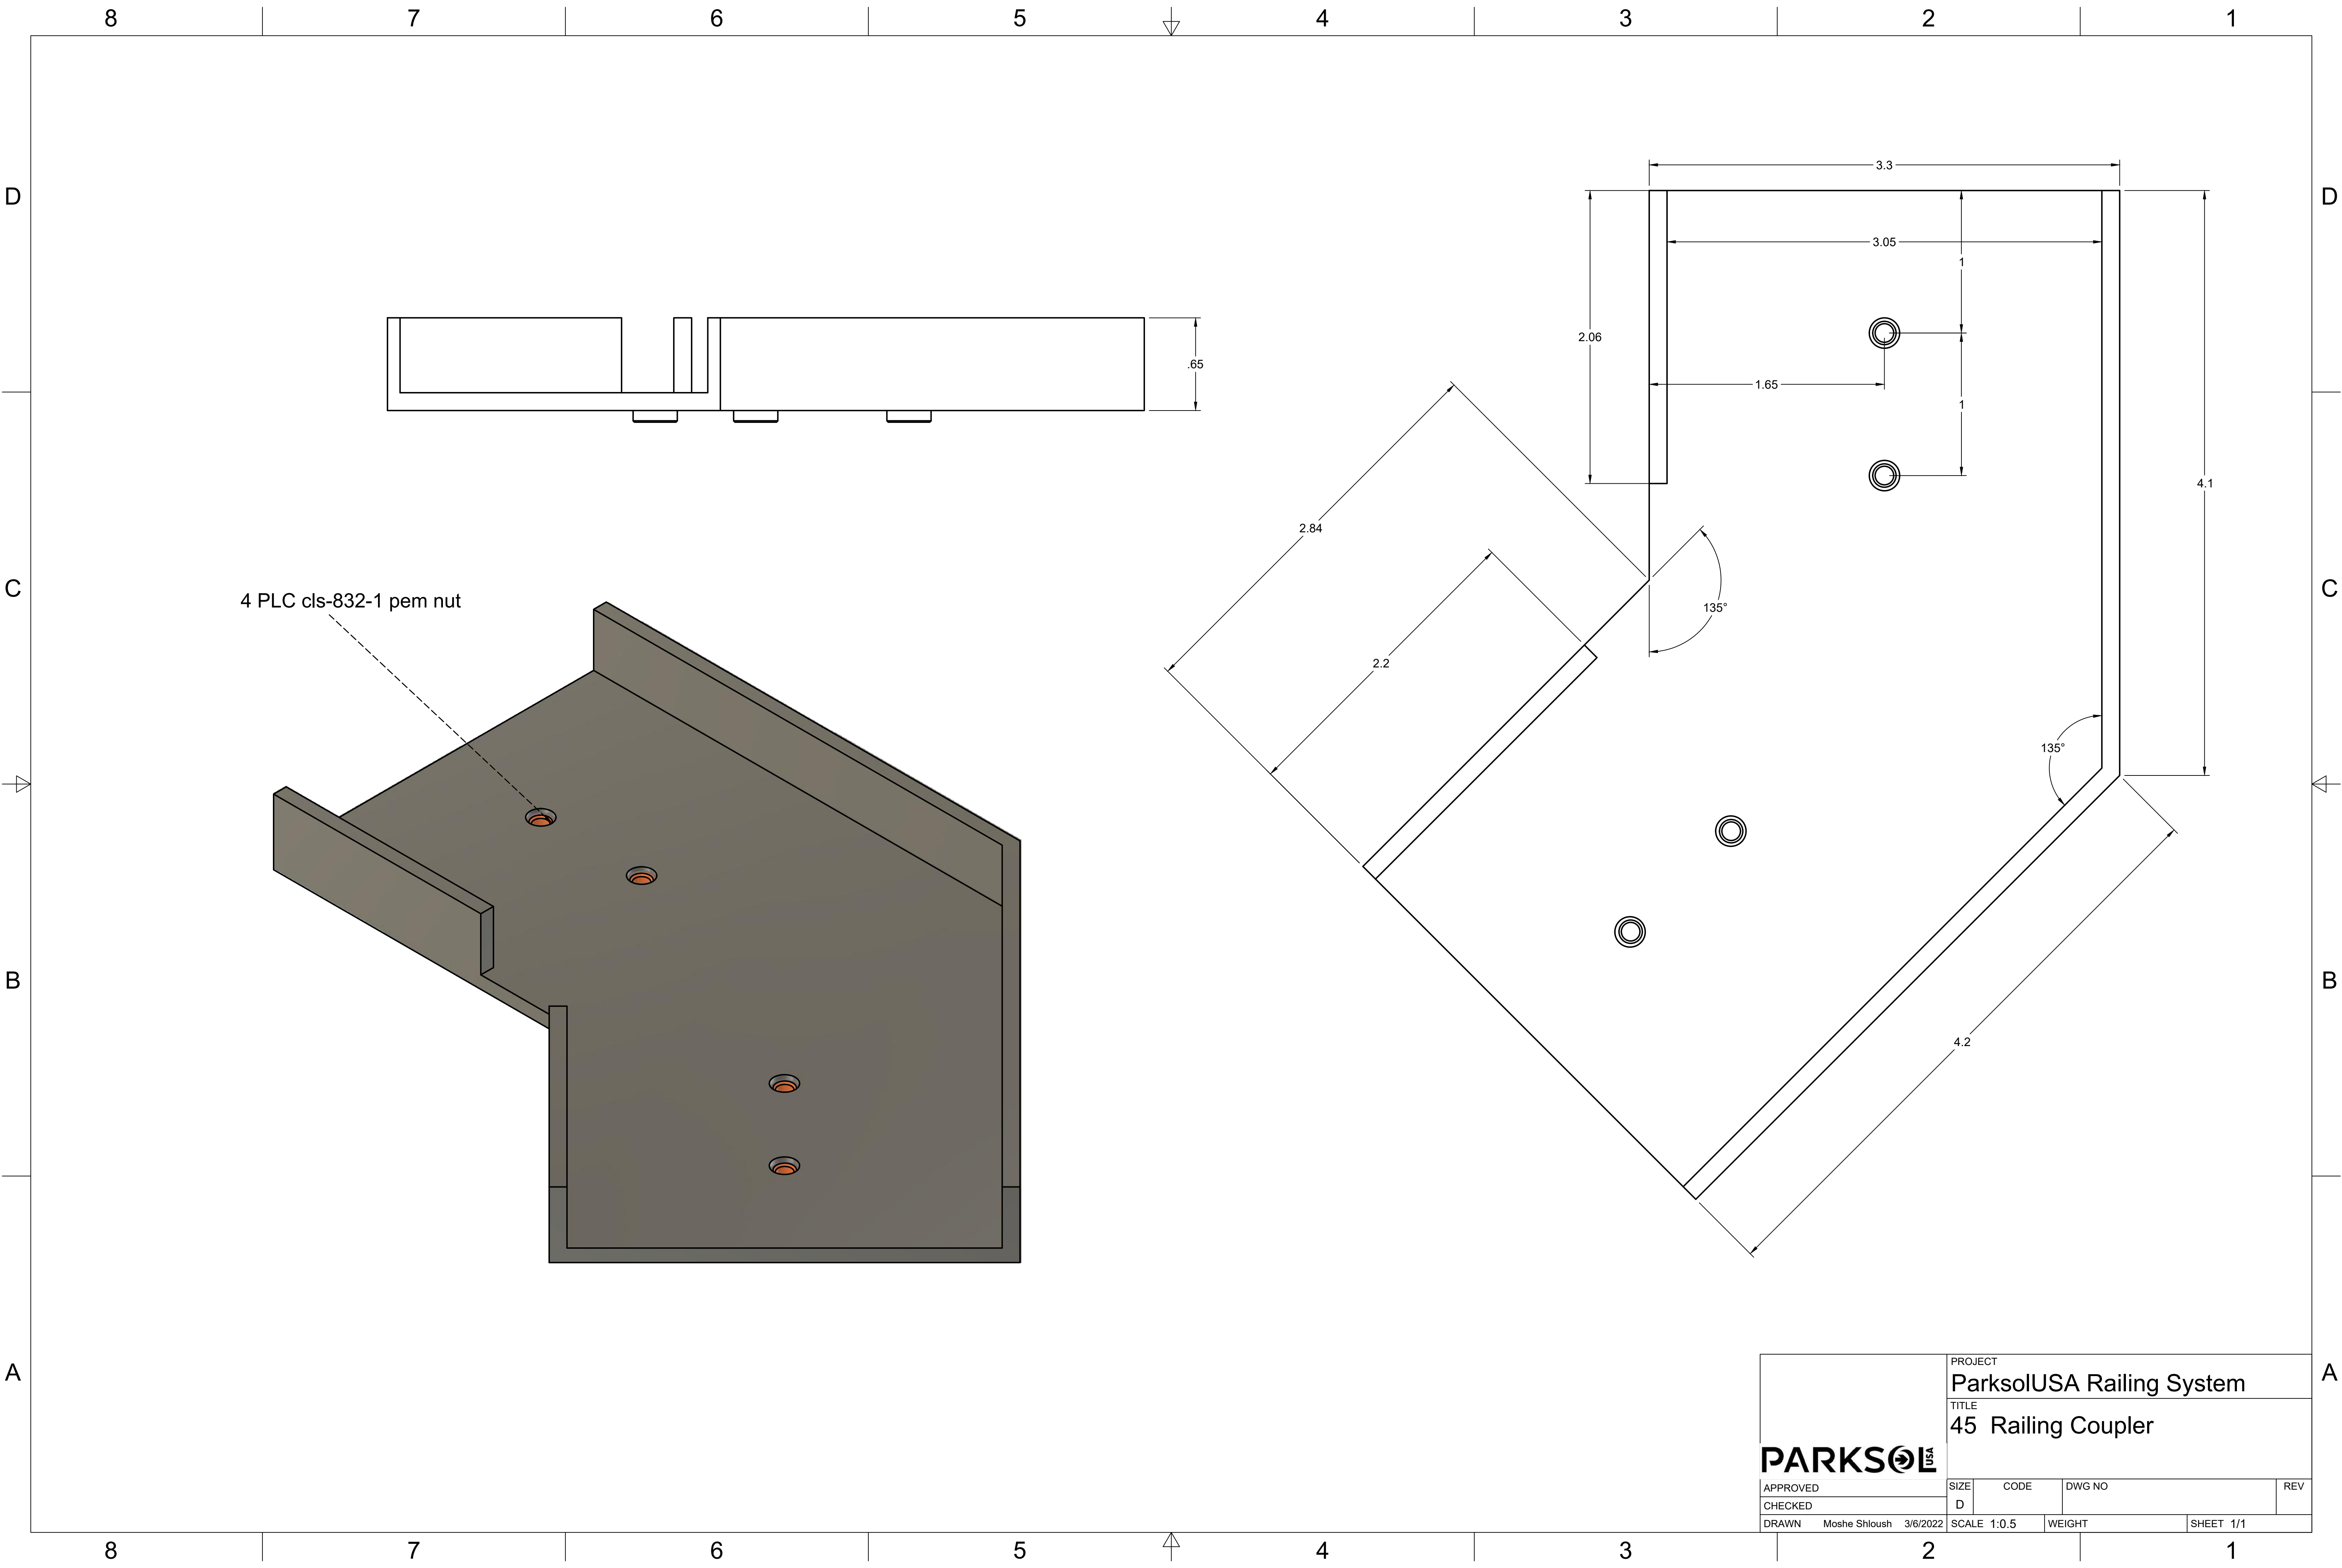 8 7 6 5 4 3 2 1
D D
3.3
3.05
1
2.06
.65
1.65
1
4.1
2.84
C C
4 PLC cls-832-1 pem nut
135°
2.2
135°
B B
4.2
PROJECT
A A
ParksolUSA Railing System
TITLE
45 Railing Coupler
PARKSOL USA
APPROVED
SIZE CODE DWG NO REV
CHECKED
D
DRAWN Moshe Shloush 3/6/2022 SCALE 1:0.5 WEIGHT SHEET 1/1
8 7 6 5 4 3 2 1